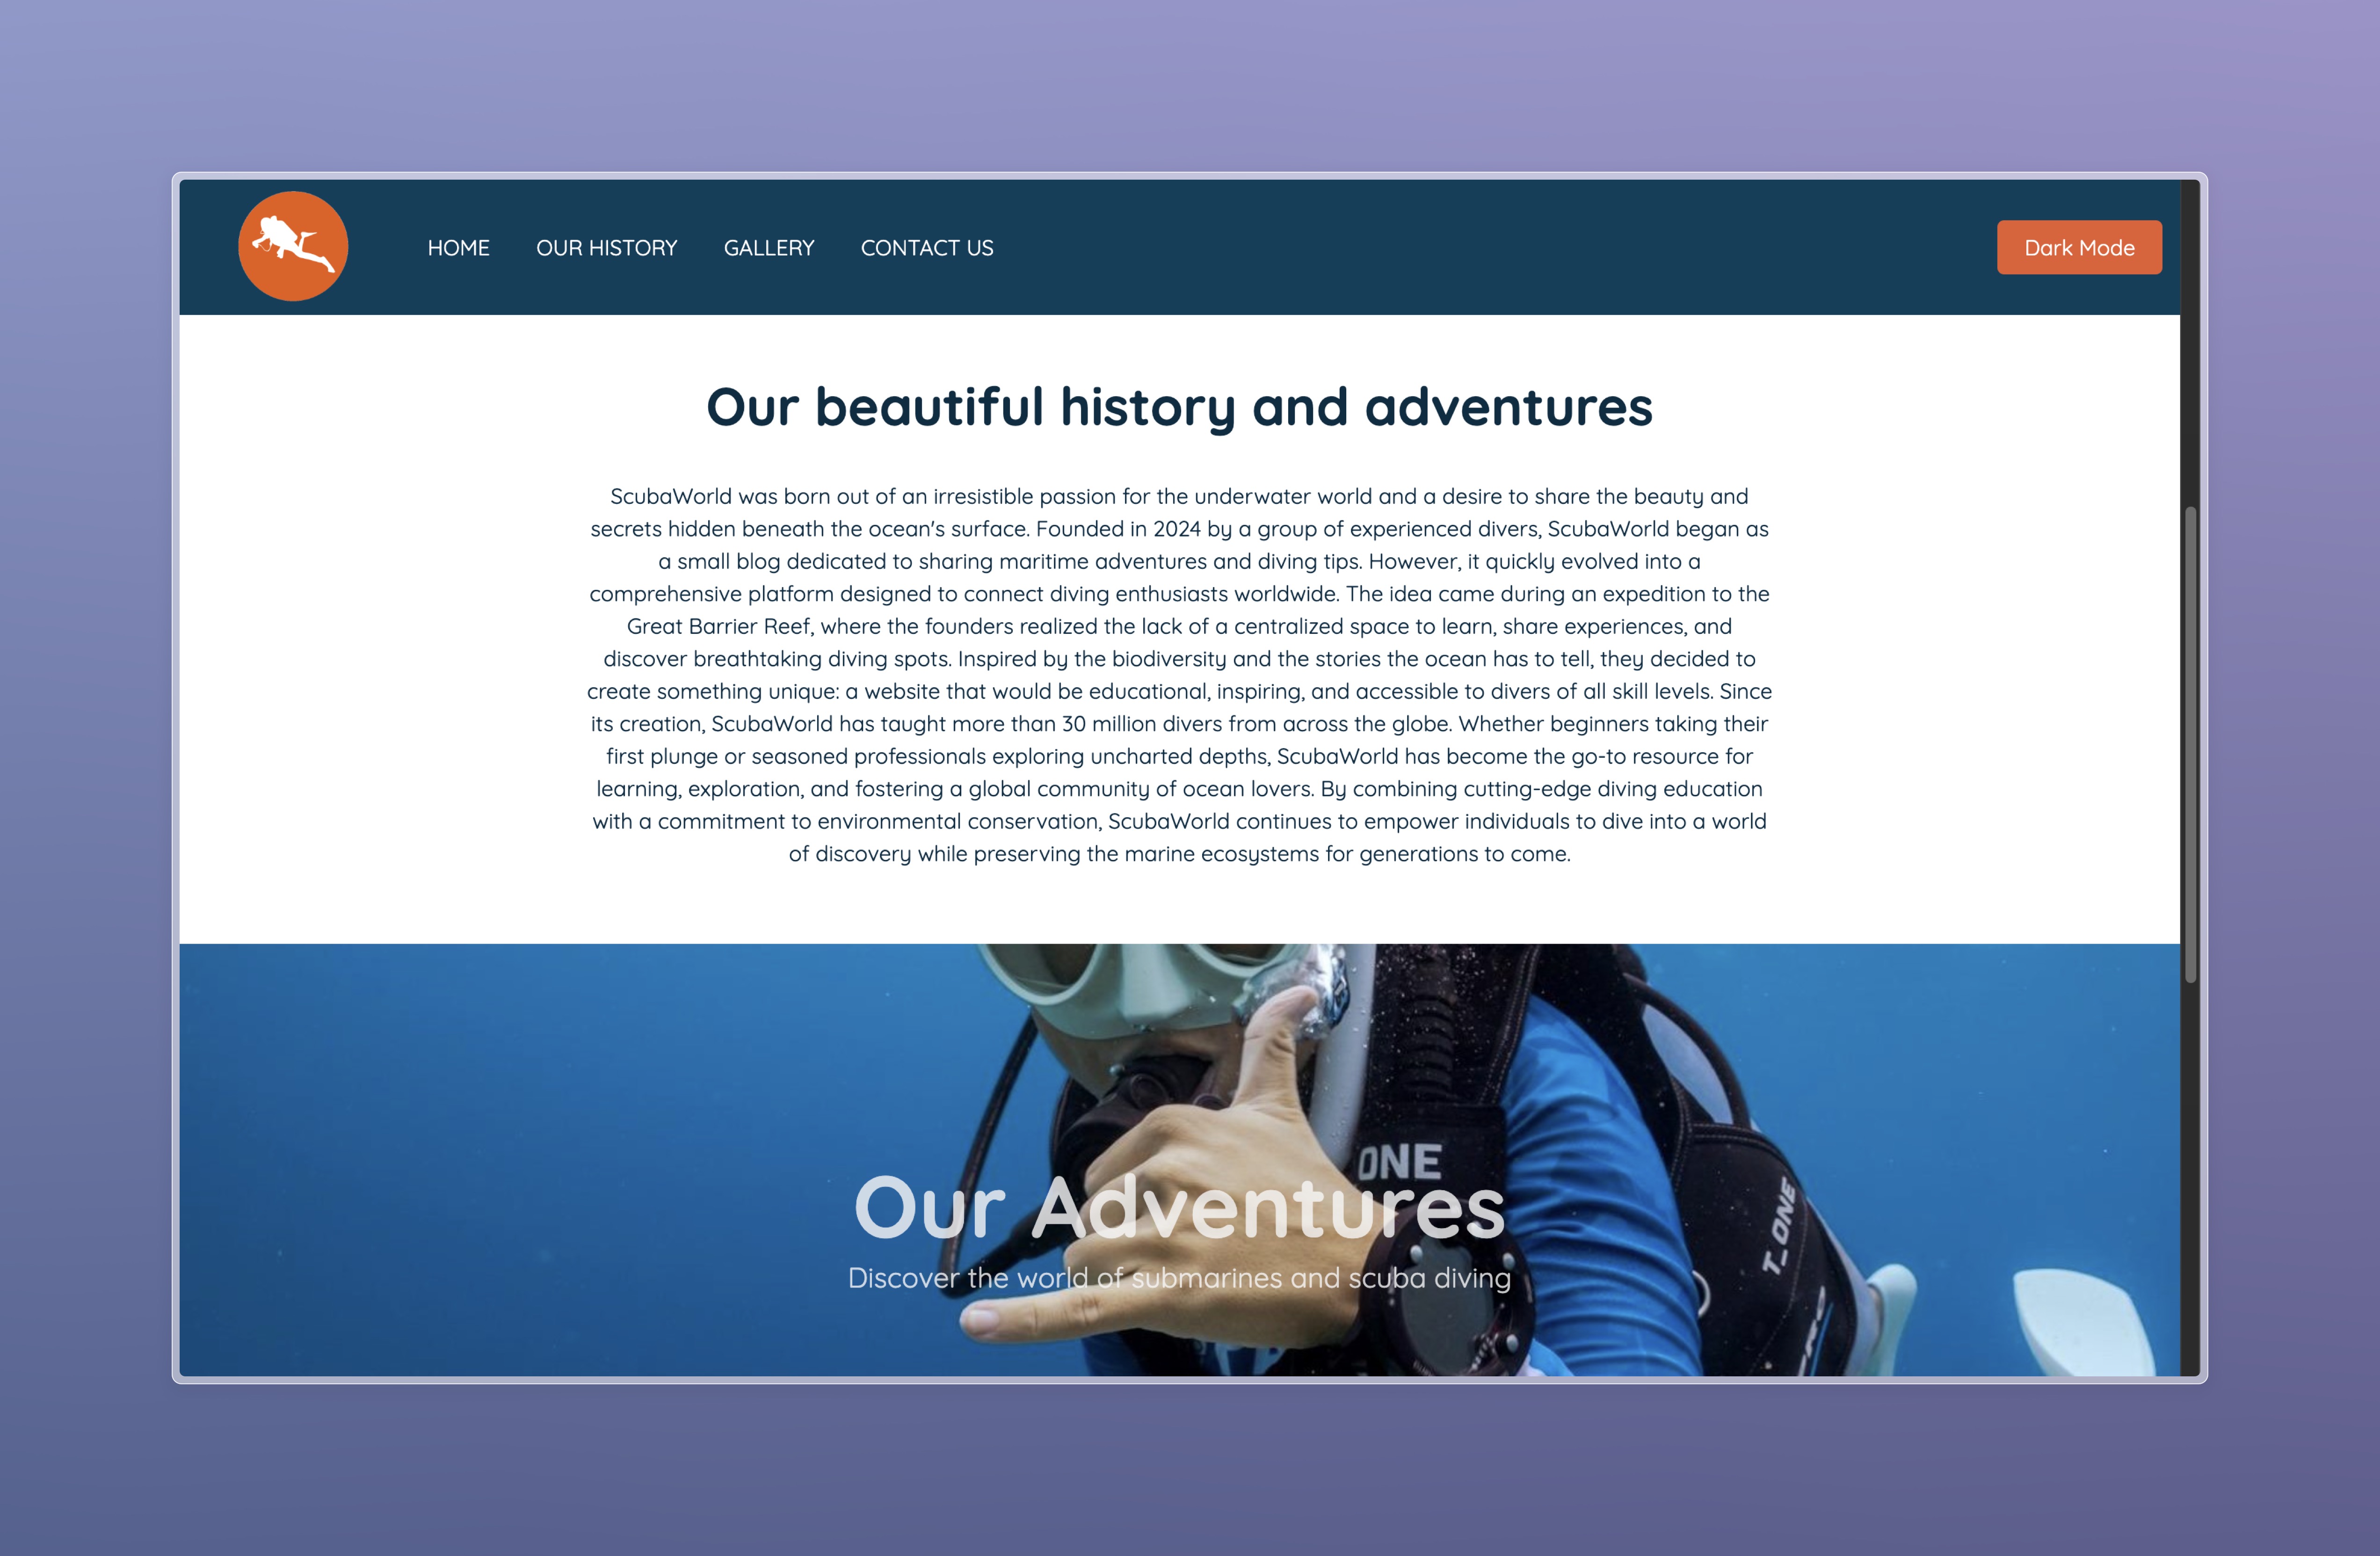 HOME OUR HISTORY GALLERY CONTACT US Dark Mode
Our beautiful history and adventures
ScubaWorld was born out of an irresistible passion for the underwater world and a desire to share the beauty and
secrets hidden beneath the ocean's surface. Founded in 2024 by a group of experienced divers, ScubaWorld began as
a small blog dedicated to sharing maritime adventures and diving tips. However, it quickly evolved into a
comprehensive platform designed to connect diving enthusiasts worldwide. The idea came during an expedition to the
Great Barrier Reef, where the founders realized the lack of a centralized space to learn, share experiences, and
discover breathtaking diving spots. Inspired by the biodiversity and the stories the ocean has to tell, they decided to
create something unique: a website that would be educational, inspiring, and accessible to divers of all skill levels. Since
its creation, ScubaWorld has taught more than 30 million divers from across the globe. Whether beginners taking their
first plunge or seasoned professionals exploring uncharted depths, ScubaWorld has become the go-to resource for
learning, exploration, and fostering a global community of ocean lovers. By combining cutting-edge diving education
with a commitment to environmental conservation, ScubaWorld continues to empower individuals to dive into a world
of discovery while preserving the marine ecosystems for generations to come.
ONE
Our Adventures
T_ONE
Discover the world of submarines and scuba diving